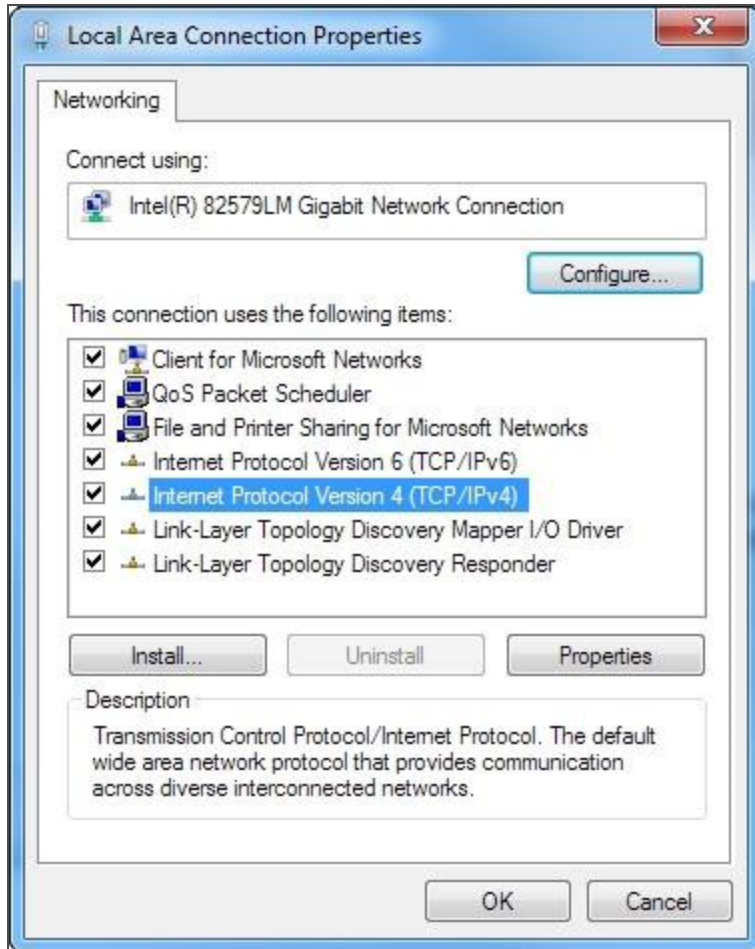 Local Area Connection Properties
Networking
Connect using:
Intel(R) 82579LM Gigabit Network Connection
Configure...
This connection uses the following items:
Client for Microsoft Networks
QoS Packet Scheduler
File and Printer Sharing for Microsoft Networks
Internet Protocol Version 6 (TCP/IPv6)
Internet Protocol Version 4 (TCP/IPv4)
Link-Layer Topology Discovery Mapper I/O Driver
Link-Layer Topology Discovery Responder
Install... Uninstall Properties
Description
Transmission Control Protocol/Internet Protocol. The default
wide area network protocol that provides communication
across diverse interconnected networks.
OK Cancel